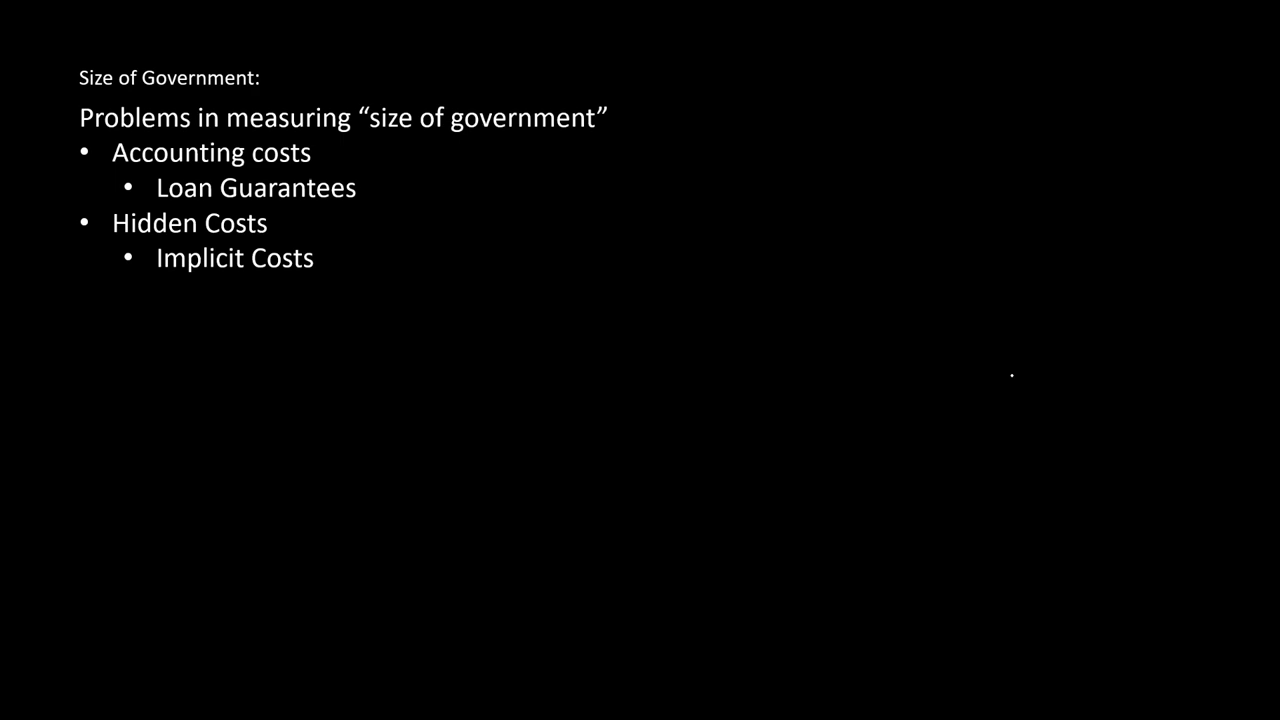 Size of Government:
Problems in measuring “size of government”
• Accounting costs
• Loan Guarantees
• Hidden Costs
• Implicit Costs